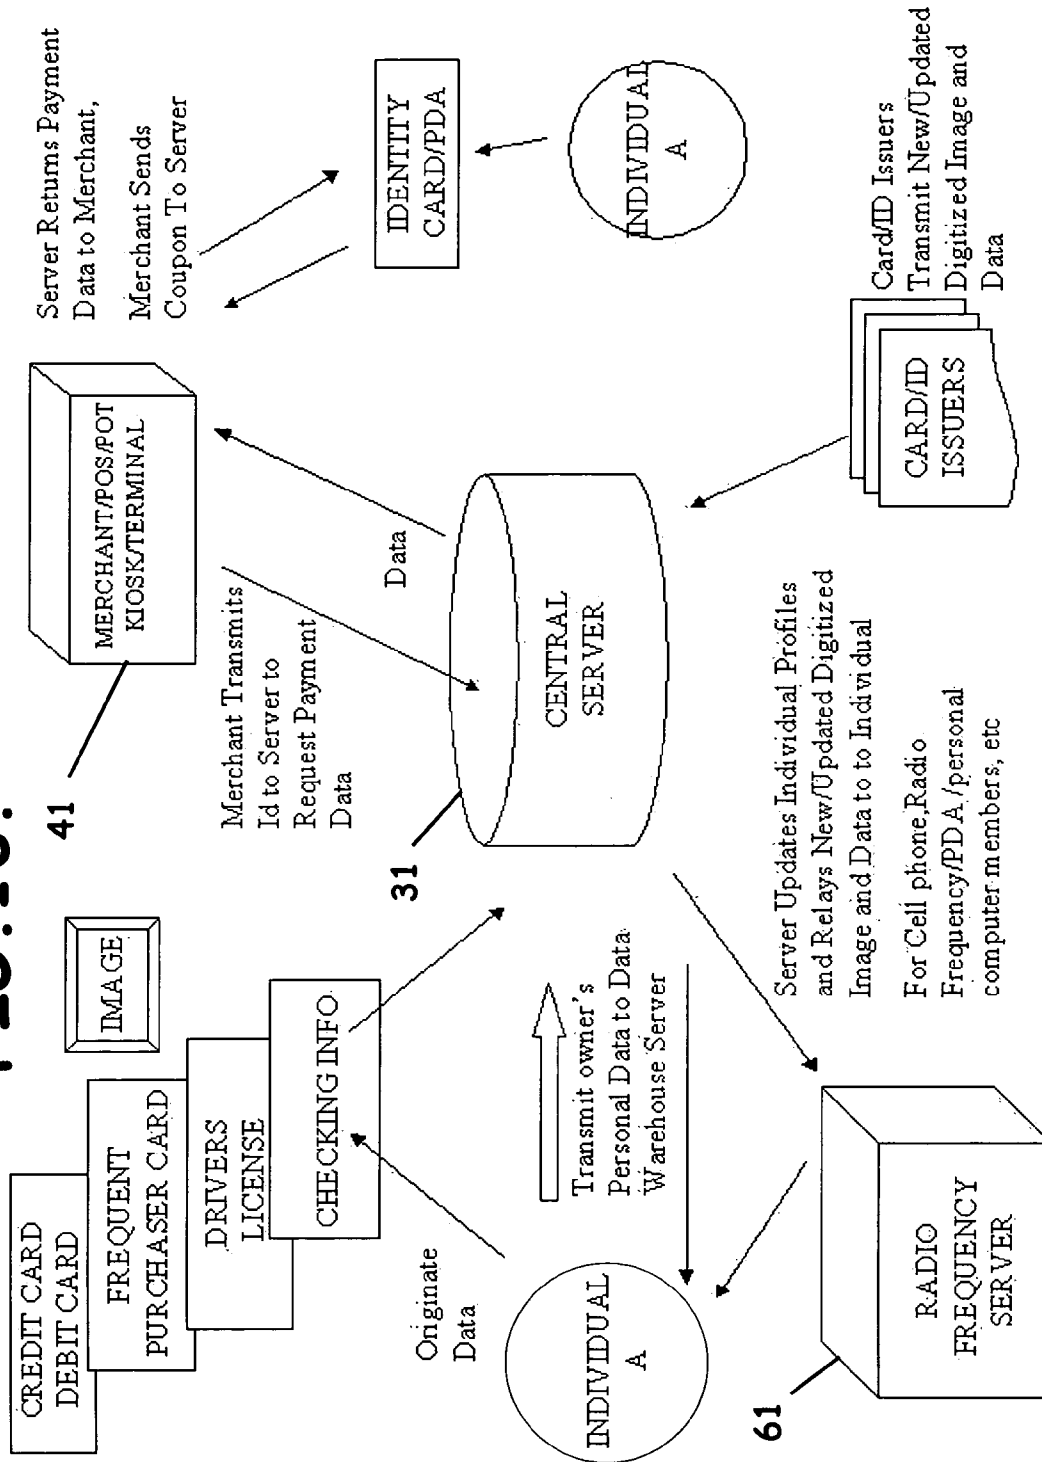 CREDIT CARD
DEBIT CARD
FREQUENT
PURCHASER CARD
DRIVERS
LICENSE
CHECKING INFO
IMAGE
41
MERCHANT/POS/POT
KIOSK/TERMINAL
Server Returns Payment
Data to Merchant,
Merchant Sends
Coupon To Server
Merchant Transmits
Id to Server to
Request Payment
Data
Data
IDENTITY
CARD/PDA
INDIVIDUAL
A
Originate
Data
31
CENTRAL
SERVER
Transmit owner's
Personal Data to Data
Warehouse Server
INDIVIDUAL
A
Server Updates Individual Profiles
and Relays New/Updated Digitized
Image and Data to to Individual
For Cell phone,Radio
Frequency/PDA/personal
computer members, etc
Card/ID Issuers
Transmit New/Updated
Digitized Image and
Data
CARD/ID
ISSUERS
61
RADIO
FREQUENCY
SERVER